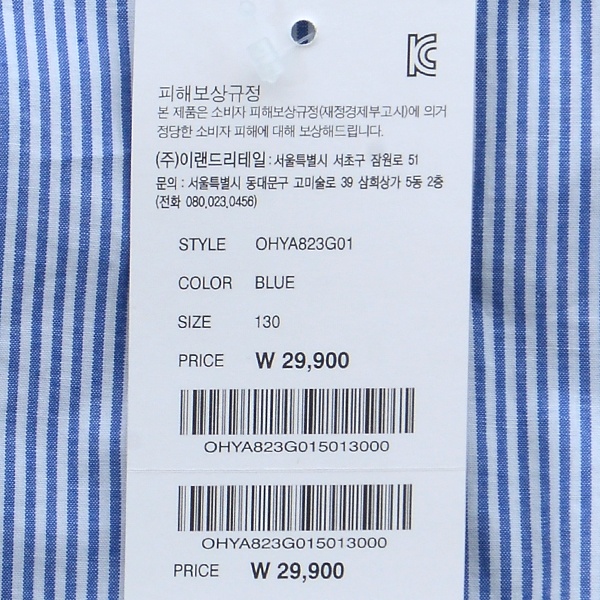 피해보상규정
본 제품은 소비자 피해보상규정(재정경제부고시)에 의거
정당한 소비자 피해에 대해 보상해드립니다.
(주)이랜드리테일 : 서울특별시 서초구 잠원로 51
문의 : 서울특별시 동대문구 고미술로 39 삼희상가 5동 2층
(전화 080.023.0456)
STYLE OHYA823G01
COLOR BLUE
SIZE 130
PRICE W 29,900
OHYA823G015013000
OHYA823G015013000
PRICE W 29,900